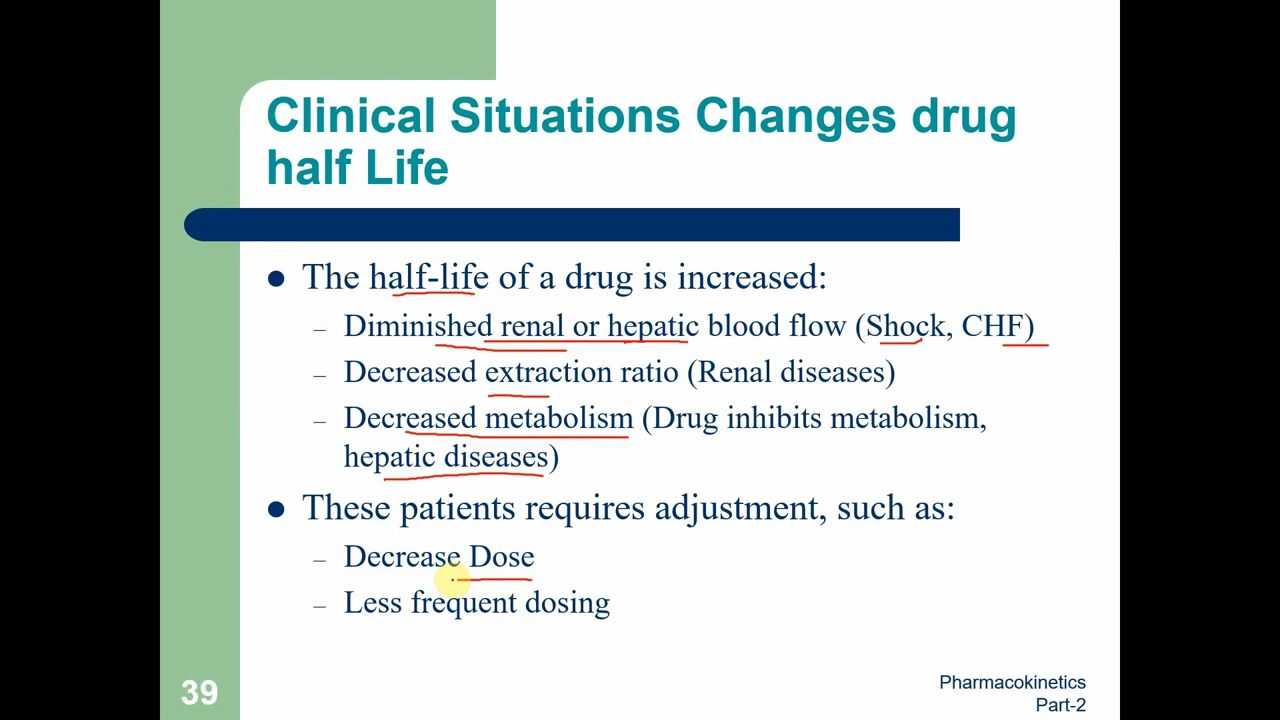 Clinical Situations Changes drug
half Life
● The half-life of a drug is increased:
– Diminished renal or hepatic blood flow (Shock, CHF)
– Decreased extraction ratio (Renal diseases)
– Decreased metabolism (Drug inhibits metabolism,
hepatic diseases)
● These patients requires adjustment, such as:
– Decrease Dose
– Less frequent dosing
39
Pharmacokinetics
Part-2